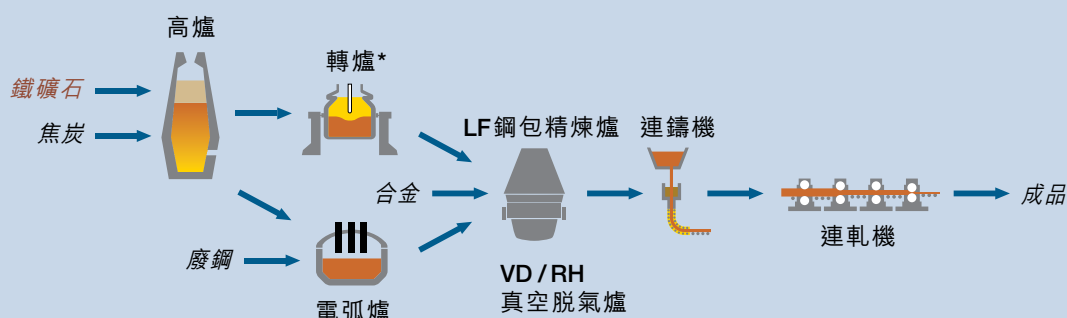 高爐
轉爐*
鐵礦石
焦炭
LF鋼包精煉爐
連鑄機
合金
成品
廢鋼
連軋機
VD / RH
真空脱氣爐
電弧爐